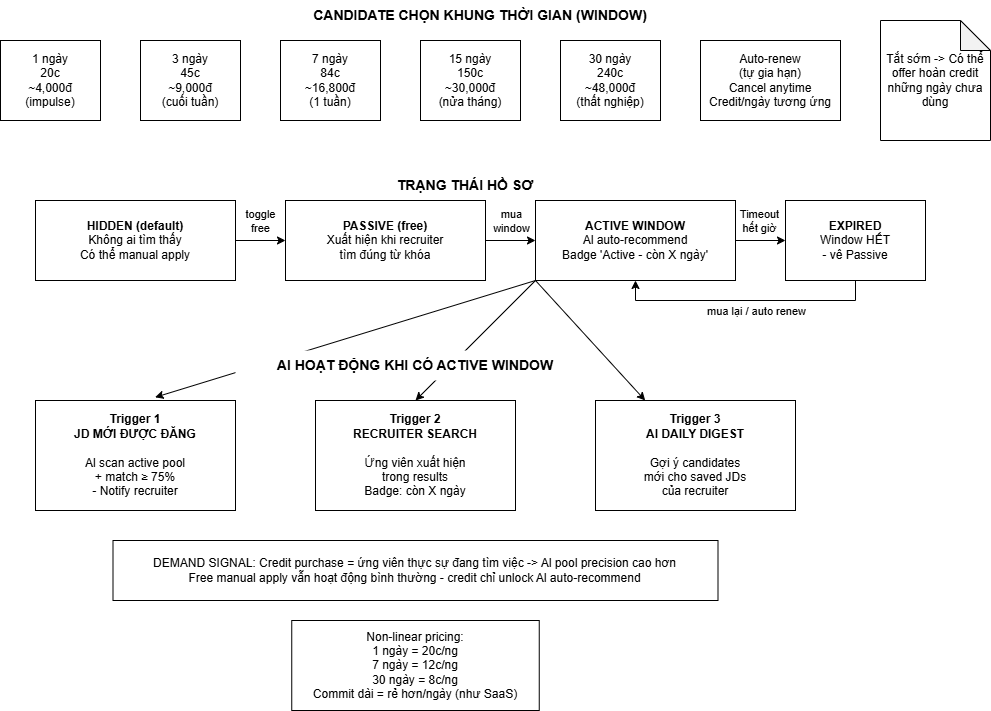 CANDIDATE CHỌN KHUNG THỜI GIAN (WINDOW)
1 ngày
20c
~4,000đ
(impulse)
3 ngày
45c
~9,000đ
(cuối tuần)
7 ngày
84c
~16,800đ
(1 tuần)
15 ngày
150c
~30,000đ
(nửa tháng)
30 ngày
240c
~48,000đ
(thất nghiệp)
Auto-renew
(tự gia hạn)
Cancel anytime
Credit/ngày tương ứng
Tắt sớm -> Có thể
offer hoàn credit
những ngày chưa
dùng
TRẠNG THÁI HỒ SƠ
HIDDEN (default)
Không ai tìm thấy
Có thể manual apply
toggle
free
PASSIVE (free)
Xuất hiện khi recruiter
tìm đúng từ khóa
mua
window
ACTIVE WINDOW
AI auto-recommend
Badge 'Active - còn X ngày'
Timeout
hết giờ
EXPIRED
Window HẾT
- về Passive
mua lại / auto renew
AI HOẠT ĐỘNG KHI CÓ ACTIVE WINDOW
Trigger 1
JD MỚI ĐƯỢC ĐĂNG
AI scan active pool
+ match ≥ 75%
- Notify recruiter
Trigger 2
RECRUITER SEARCH
Ứng viên xuất hiện
trong results
Badge: còn X ngày
Trigger 3
AI DAILY DIGEST
Gợi ý candidates
mới cho saved JDs
của recruiter
DEMAND SIGNAL: Credit purchase = ứng viên thực sự đang tìm việc -> AI pool precision cao hơn
Free manual apply vẫn hoạt động bình thường - credit chỉ unlock AI auto-recommend
Non-linear pricing:
1 ngày = 20c/ng
7 ngày = 12c/ng
30 ngày = 8c/ng
Commit dài = rẻ hơn/ngày (như SaaS)